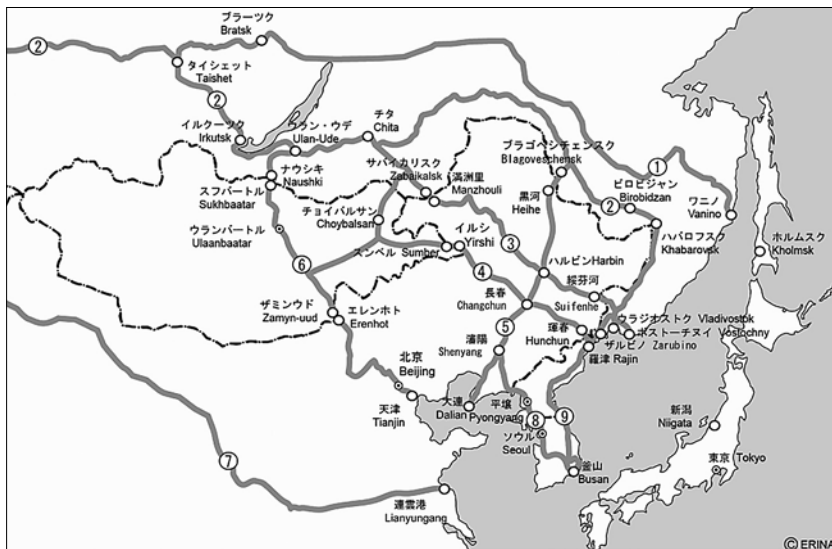 ブラーツク
Bratsk
②
タイシェット
Taishet
②
イルクーツク
Irkutsk
ウラン・ウデ
Ulan-Ude
チタ
Chita
ナウシキ
Naushki
スフバートル
Sukhbaatar
サバイカリスク
Zabaikalsk
満洲里
Manzhouli
ブラゴベシチェンスク
Blagoveschensk
黒河
Heihe
①
②
ビロビジャン
Birobidzan
ワニノ
Vanino
ハバロフスク
Khabarovsk
ホルムスク
Kholmsk
チョイバルサン
Choybalsan
ウランバートル
Ulaanbaatar
⑥
スンベル Sumber
イルシ
Yirshi
③
④
ハルビンHarbin
綏芬河
Suifenhe
長春
Changchun
ザミンウド
Zamyn-uud
エレンホト
Erenhot
⑤
瀋陽
Shenyang
琿春
Hunchun
ウラジオストク Vladivostok
ボストーチヌイ Vostochny
ザルビノ Zarubino
羅津 Rajin
北京
Beijing
天津
Tianjin
大連
Dalian
平壌
Pyongyang
⑧
⑨
ソウル
Seoul
釜山
Busan
新潟
Niigata
東京 Tokyo
⑦
連雲港
Lianyungang
© ERINA